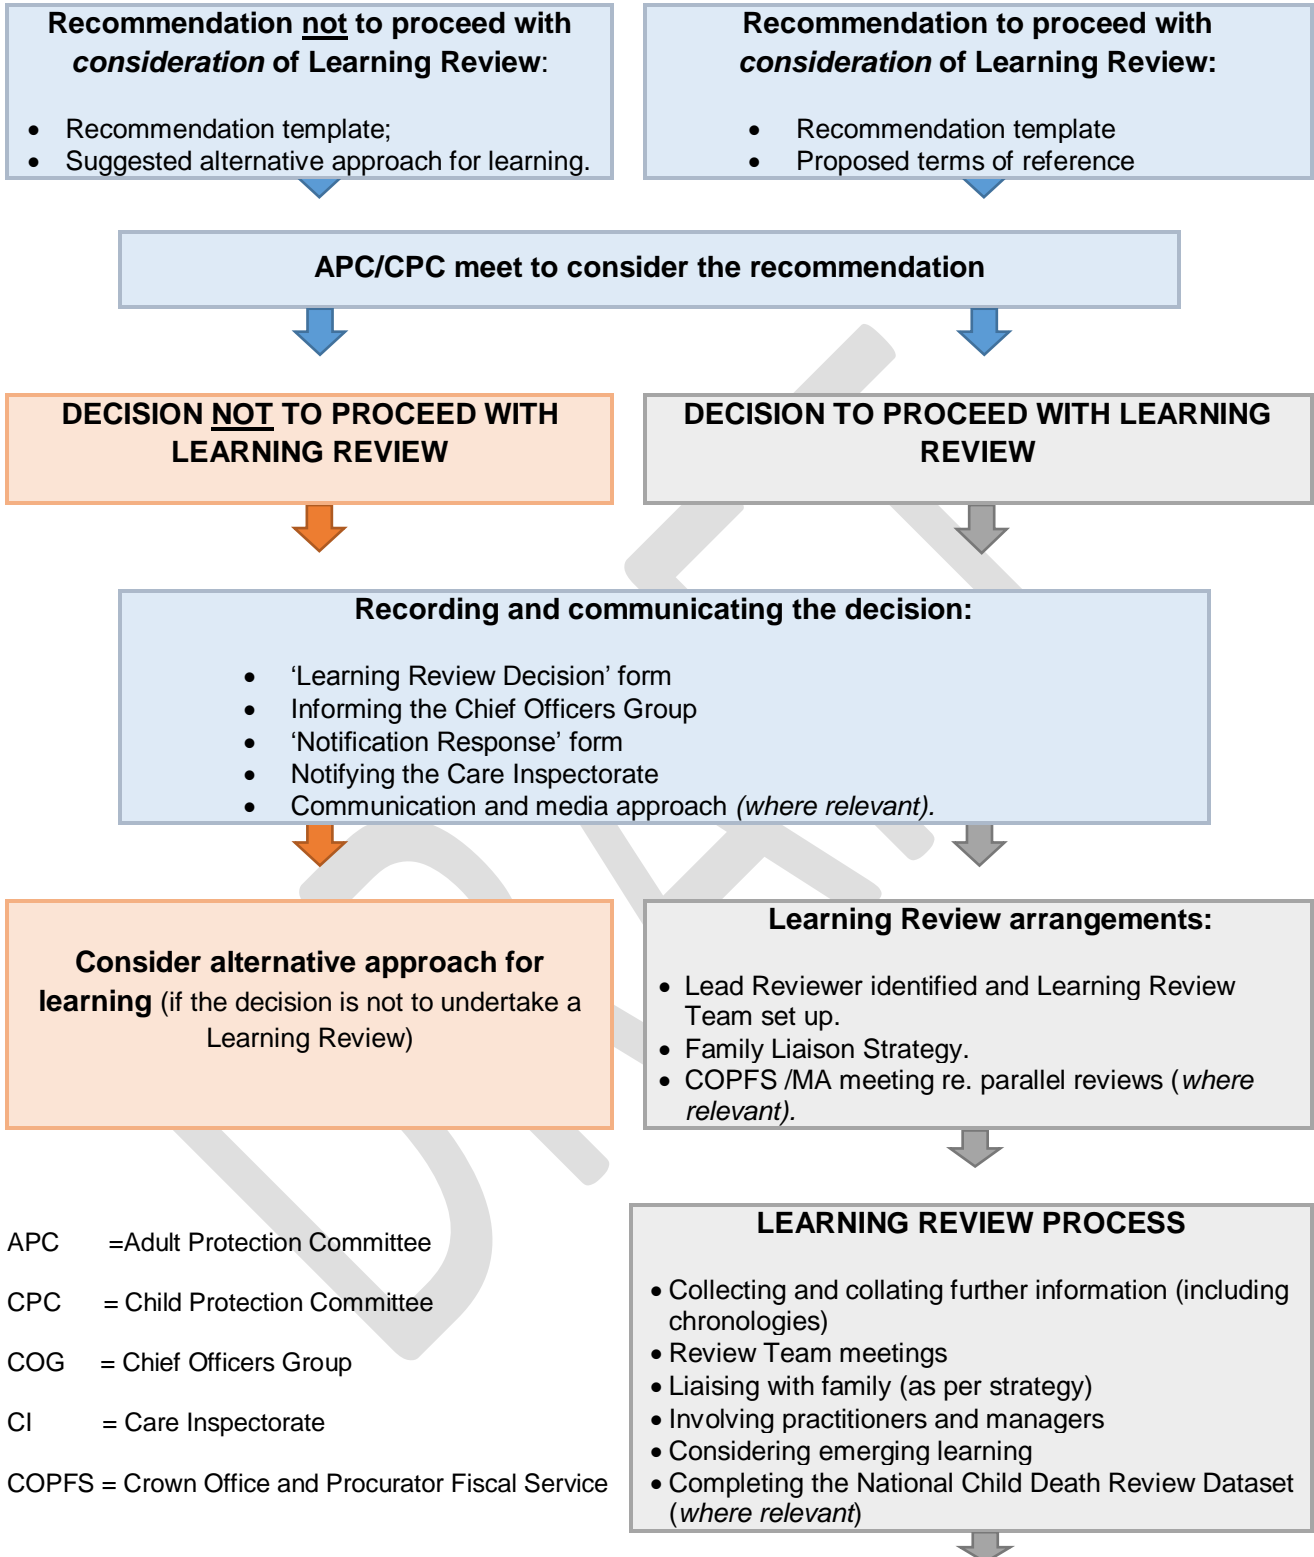 Recommendation not to proceed with
consideration of Learning Review:
• Recommendation template;
• Suggested alternative approach for learning.
Recommendation to proceed with
consideration of Learning Review:
• Recommendation template
• Proposed terms of reference
APC/CPC meet to consider the recommendation
DECISION NOT TO PROCEED WITH
LEARNING REVIEW
DECISION TO PROCEED WITH LEARNING
REVIEW
Recording and communicating the decision:
• ‘Learning Review Decision’ form
• Informing the Chief Officers Group
• ‘Notification Response’ form
• Notifying the Care Inspectorate
• Communication and media approach (where relevant).
Consider alternative approach for
learning (if the decision is not to undertake a
Learning Review)
Learning Review arrangements:
• Lead Reviewer identified and Learning Review
Team set up.
• Family Liaison Strategy.
• COPFS /MA meeting re. parallel reviews (where
relevant).
APC =Adult Protection Committee
CPC = Child Protection Committee
COG = Chief Officers Group
CI = Care Inspectorate
COPFS = Crown Office and Procurator Fiscal Service
LEARNING REVIEW PROCESS
• Collecting and collating further information (including
chronologies)
• Review Team meetings
• Liaising with family (as per strategy)
• Involving practitioners and managers
• Considering emerging learning
• Completing the National Child Death Review Dataset
(where relevant)
DRAFT